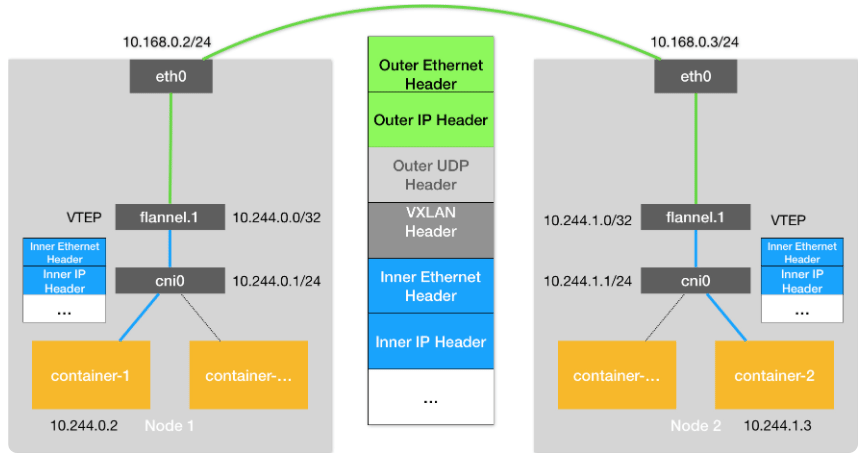 10.168.0.2/24
eth0
VTEP
flannel.1
10.244.0.0/32
Inner Ethernet
Header
Inner IP
Header
...
cni0
10.244.0.1/24
container-1
container-...
10.244.0.2
Node 1
Outer Ethernet
Header
Outer IP Header
Outer UDP
Header
VXLAN
Header
Inner Ethernet
Header
Inner IP Header
...
10.168.0.3/24
eth0
10.244.1.0/32
flannel.1
VTEP
10.244.1.1/24
cni0
Inner Ethernet
Header
Inner IP
Header
...
container-...
container-2
Node 2
10.244.1.3